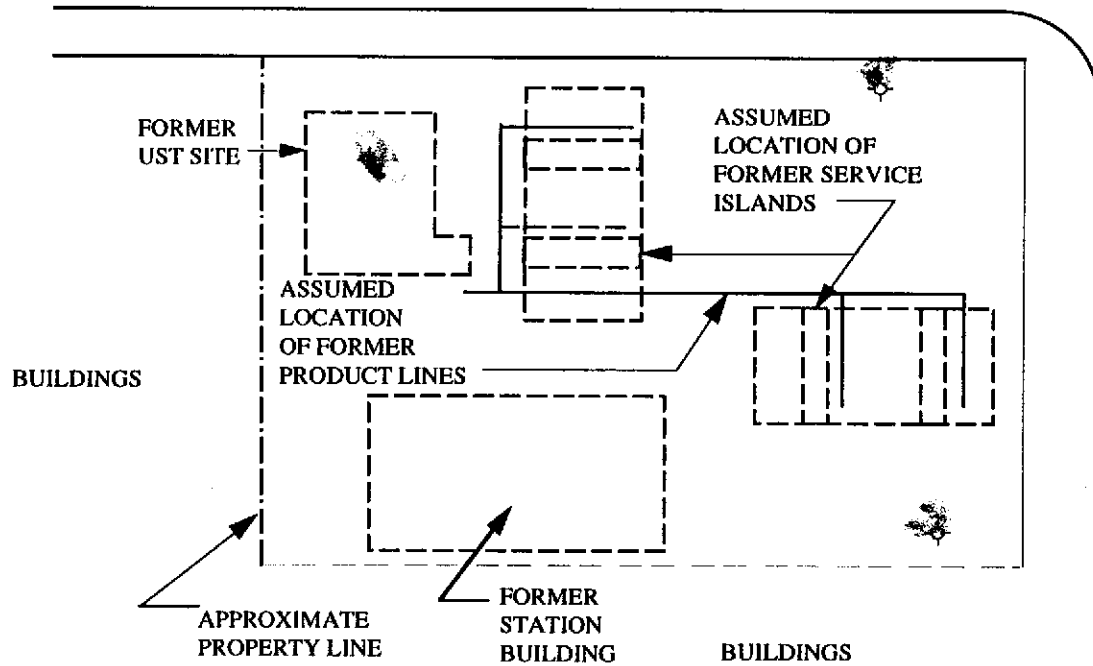 FORMER
UST SITE
ASSUMED
LOCATION OF
FORMER SERVICE
ISLANDS
ASSUMED
LOCATION
OF FORMER
PRODUCT LINES
BUILDINGS
APPROXIMATE
PROPERTY LINE
FORMER
STATION
BUILDING
BUILDINGS